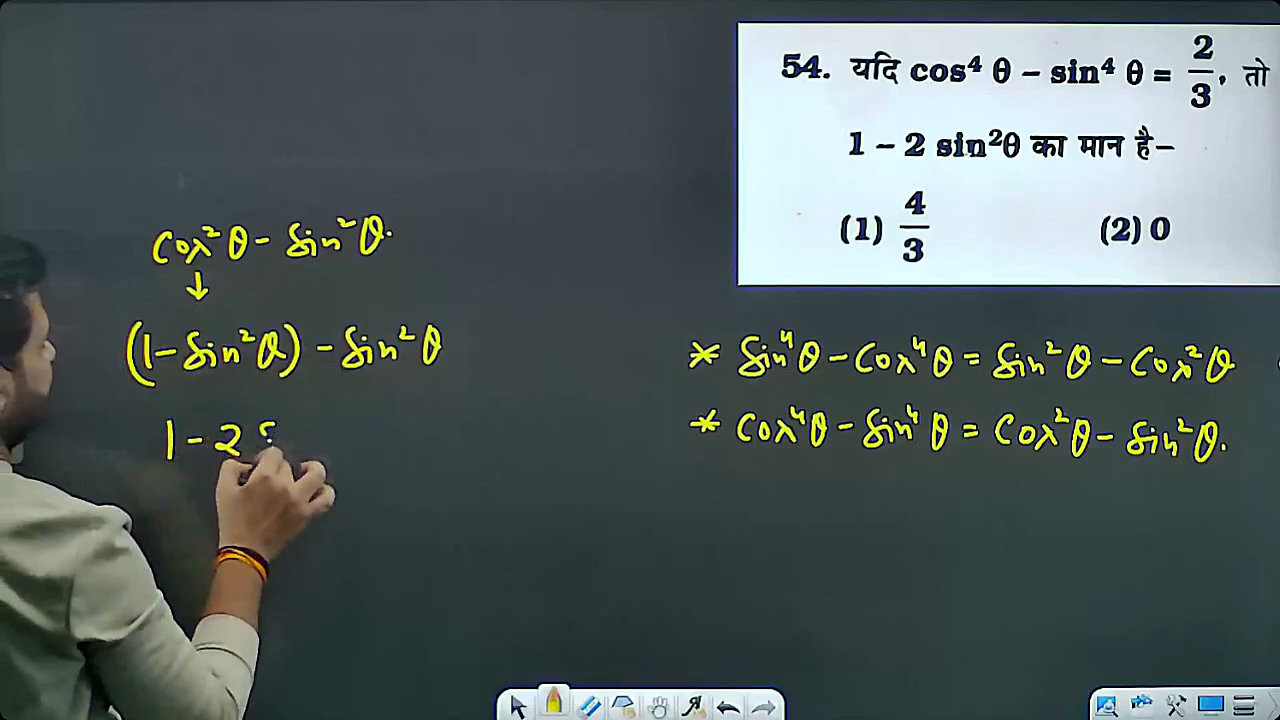 54. यदि cos⁴ θ – sin⁴ θ = 2/3, तो
1 – 2 sin²θ का मान है–
(1) 4/3 (2) 0
cos²θ - sin²θ.
↓
(1 - sin²θ) - sin²θ
1 - 2 s
* sin⁴θ - cos⁴θ = sin²θ - cos²θ
* cos⁴θ - sin⁴θ = cos²θ - sin²θ.